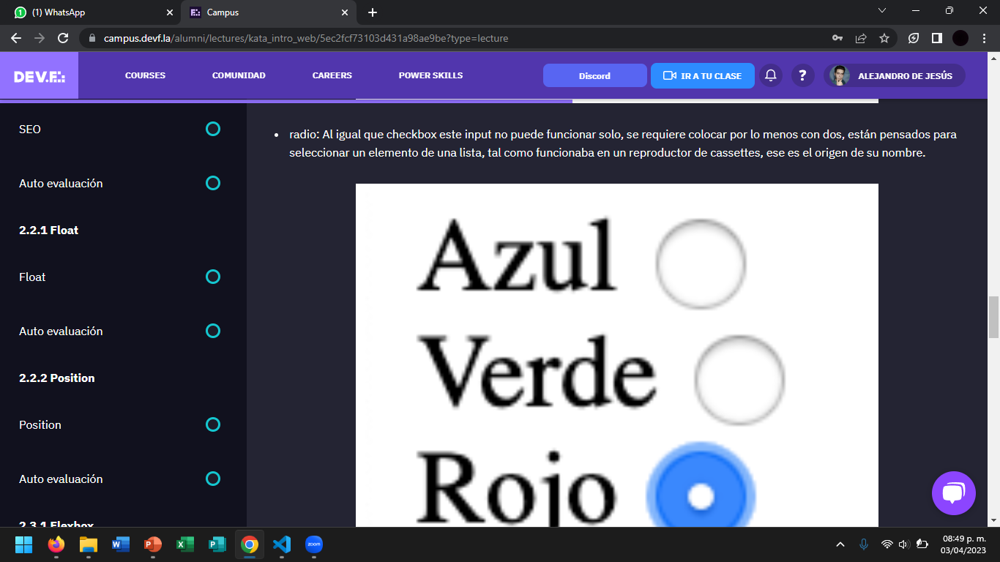 (1) WhatsApp
Campus
campus.devf.la/alumni/lectures/kata_intro_web/5ec2fcf73103d431a98ae9be?type=lecture
DEV.F
COURSES
COMUNIDAD
CAREERS
POWER SKILLS
Discord
IR A TU CLASE
?
ALEJANDRO DE JESÚS
SEO
Auto evaluación
2.2.1 Float
Float
Auto evaluación
2.2.2 Position
Position
Auto evaluación
2.3.1 Flexbox
• radio: Al igual que checkbox este input no puede funcionar solo, se requiere colocar por lo menos con dos, están pensados para
seleccionar un elemento de una lista, tal como funcionaba en un reproductor de cassettes, ese es el origen de su nombre.
Azul
Verde
Rojo
zoom
08:49 p. m.
03/04/2023